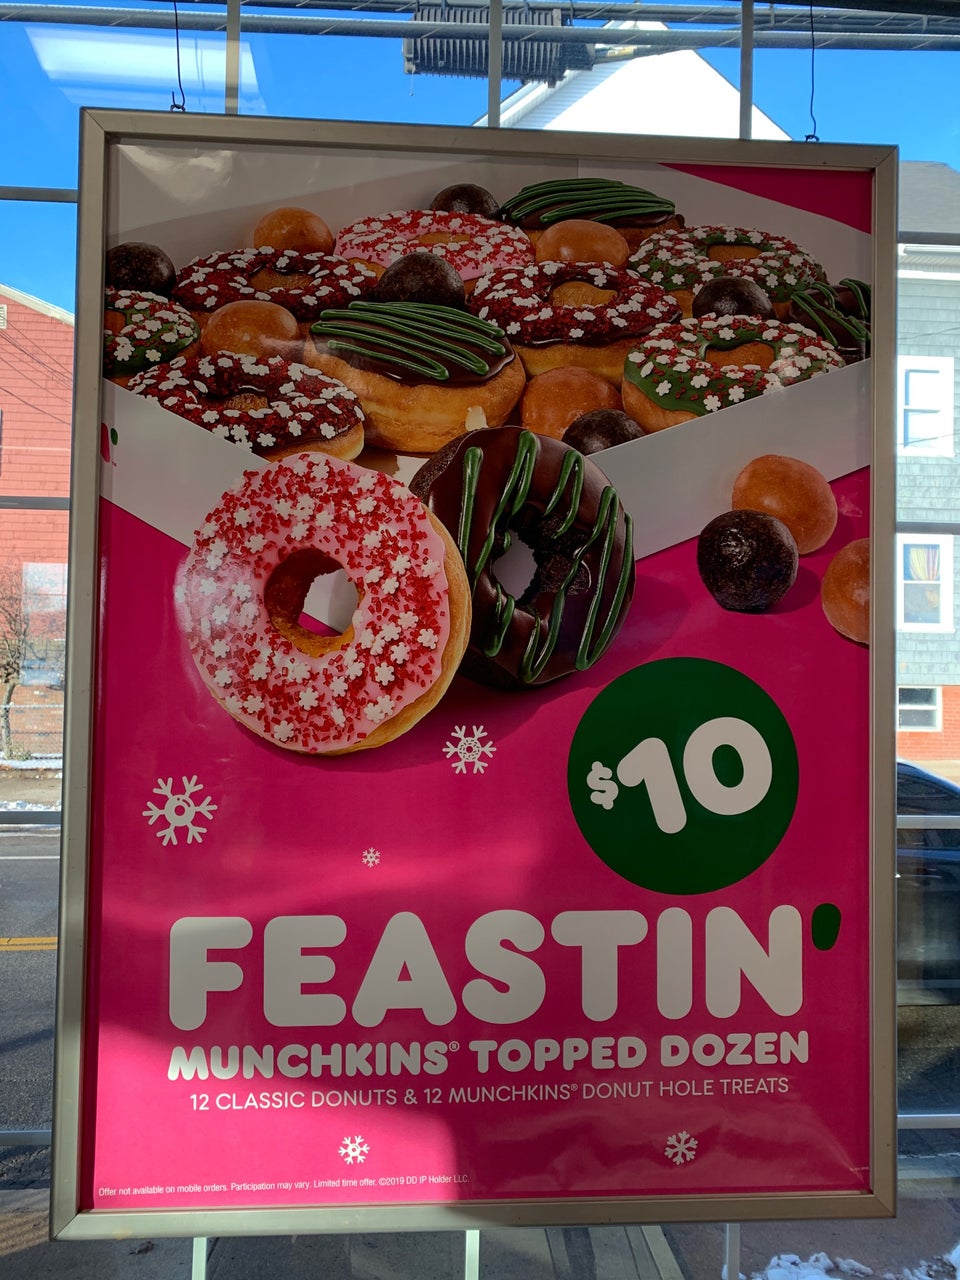 $10
FEASTIN'
MUNCHKINS® TOPPED DOZEN
12 CLASSIC DONUTS & 12 MUNCHKINS® DONUT HOLE TREATS
Offer not available on mobile orders. Participation may vary. Limited time offer. ©2019 DD IP Holder LLC.